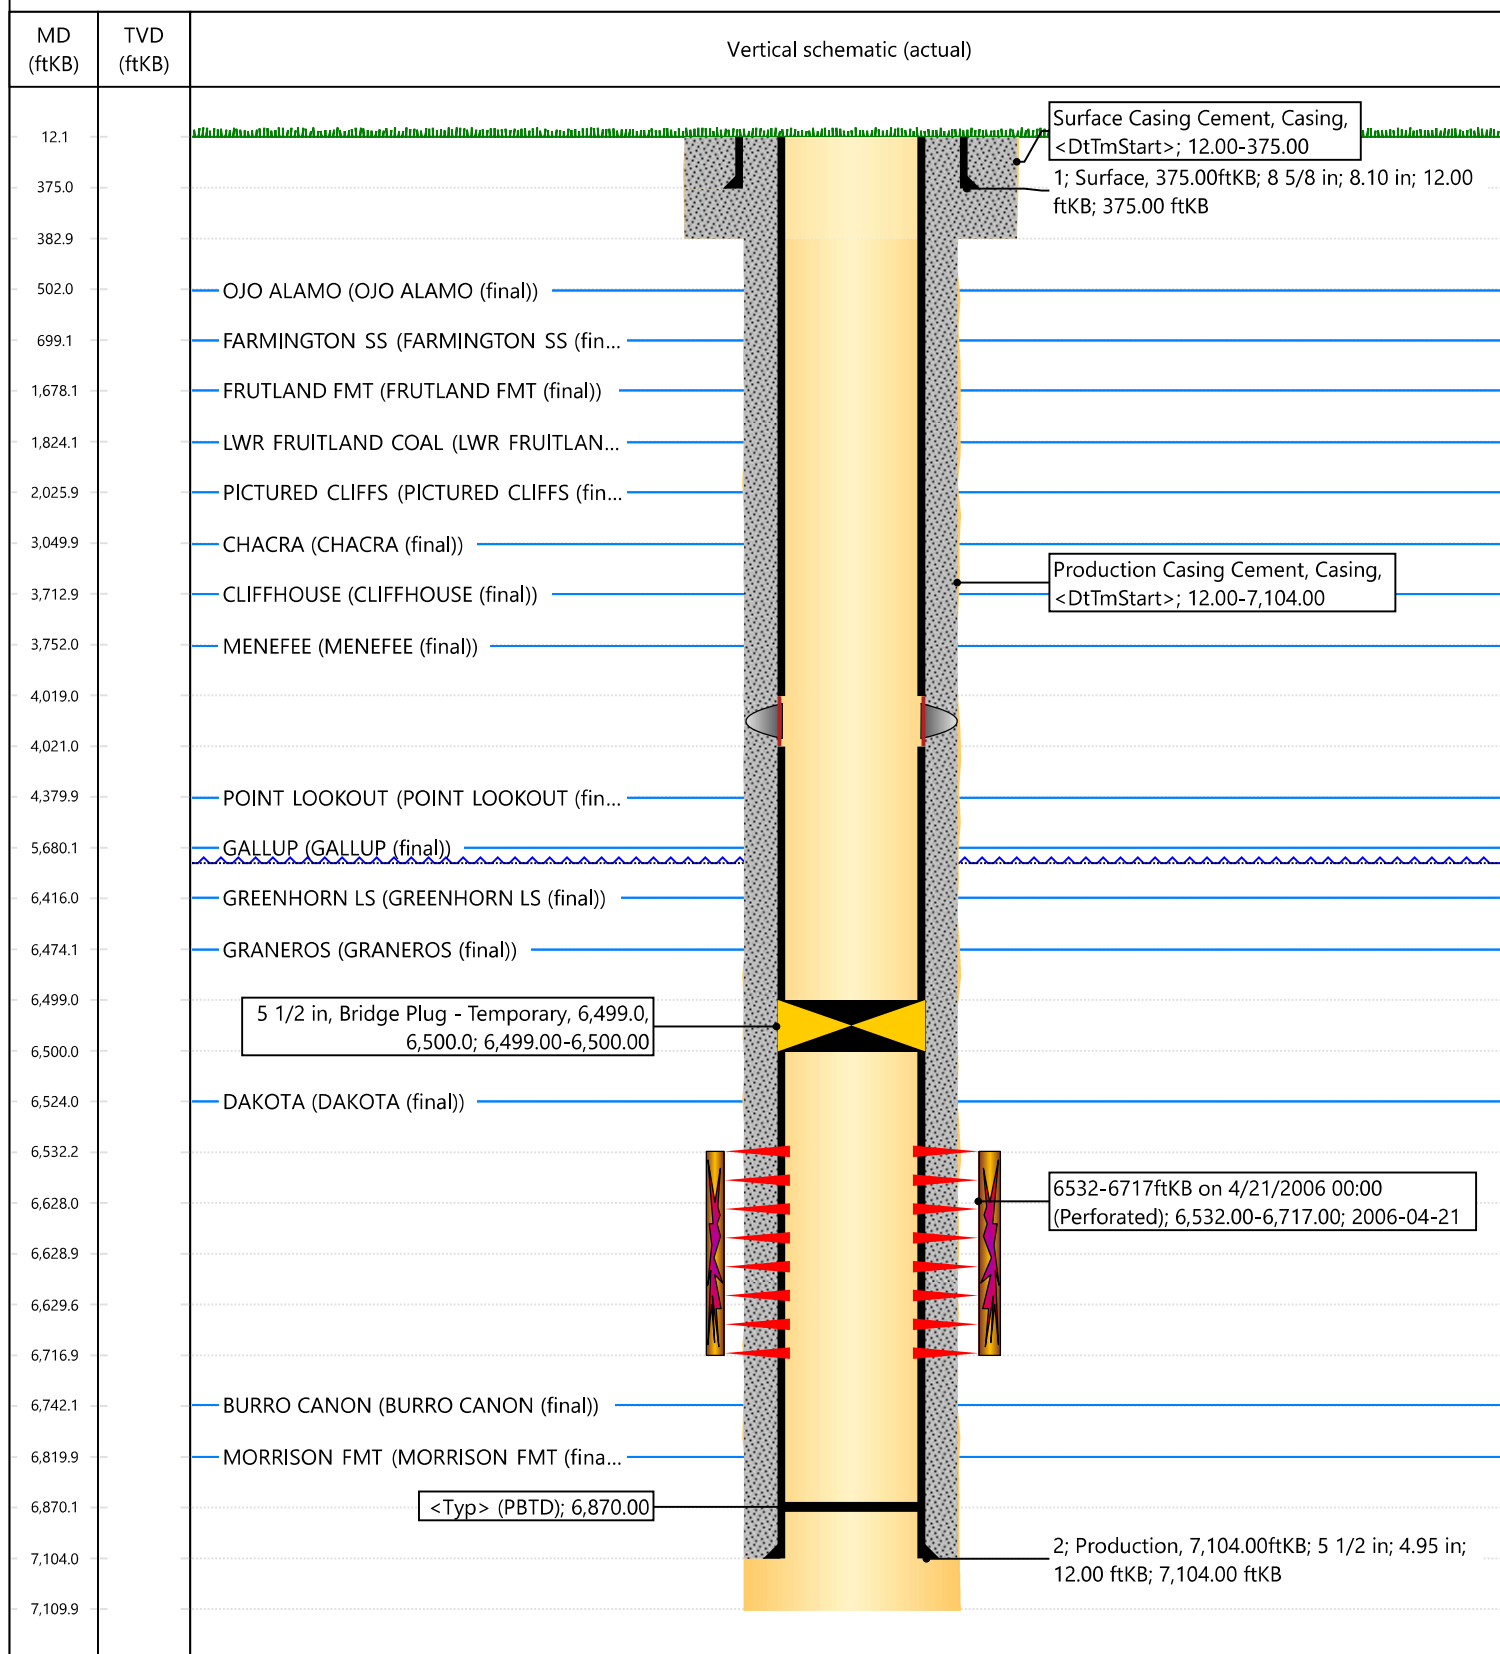 MD
(ftKB)
TVD
(ftKB)
Vertical schematic (actual)
12.1
Surface Casing Cement, Casing,
<DtTmStart>; 12.00-375.00
375.0
1; Surface, 375.00ftKB; 8 5/8 in; 8.10 in; 12.00
ftKB; 375.00 ftKB
382.9
502.0
OJO ALAMO (OJO ALAMO (final))
699.1
FARMINGTON SS (FARMINGTON SS (fin...
1,678.1
FRUTLAND FMT (FRUTLAND FMT (final))
1,824.1
LWR FRUITLAND COAL (LWR FRUITLAN...
2,025.9
PICTURED CLIFFS (PICTURED CLIFFS (fin...
3,049.9
CHACRA (CHACRA (final))
Production Casing Cement, Casing,
<DtTmStart>; 12.00-7,104.00
3,712.9
CLIFFHOUSE (CLIFFHOUSE (final))
3,752.0
MENEFEE (MENEFEE (final))
4,019.0
4,021.0
4,379.9
POINT LOOKOUT (POINT LOOKOUT (fin...
5,680.1
GALLUP (GALLUP (final))
6,416.0
GREENHORN LS (GREENHORN LS (final))
6,474.1
GRANEROS (GRANEROS (final))
6,499.0
5 1/2 in, Bridge Plug - Temporary, 6,499.0,
6,500.0; 6,499.00-6,500.00
6,500.0
6,524.0
DAKOTA (DAKOTA (final))
6,532.2
6532-6717ftKB on 4/21/2006 00:00
(Perforated); 6,532.00-6,717.00; 2006-04-21
6,628.0
6,628.9
6,629.6
6,716.9
6,742.1
BURRO CANON (BURRO CANON (final))
6,819.9
MORRISON FMT (MORRISON FMT (fina...
6,870.1
<Typ> (PBTD); 6,870.00
7,104.0
2; Production, 7,104.00ftKB; 5 1/2 in; 4.95 in;
12.00 ftKB; 7,104.00 ftKB
7,109.9